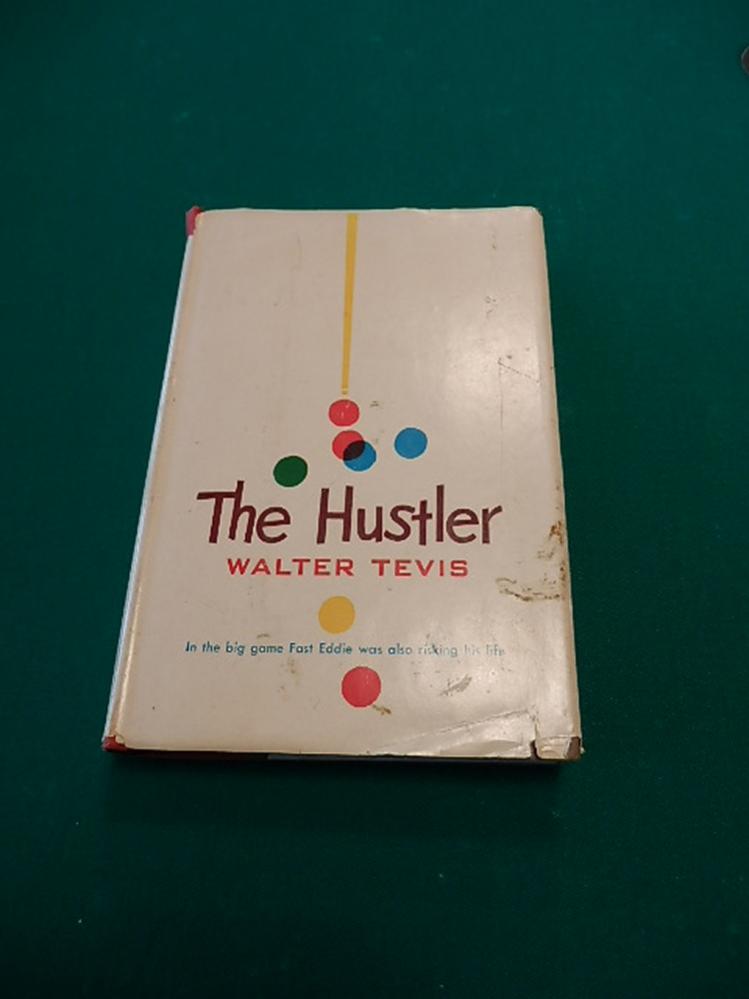 The Hustler
WALTER TEVIS
In the big game Fast Eddie was also risking his life